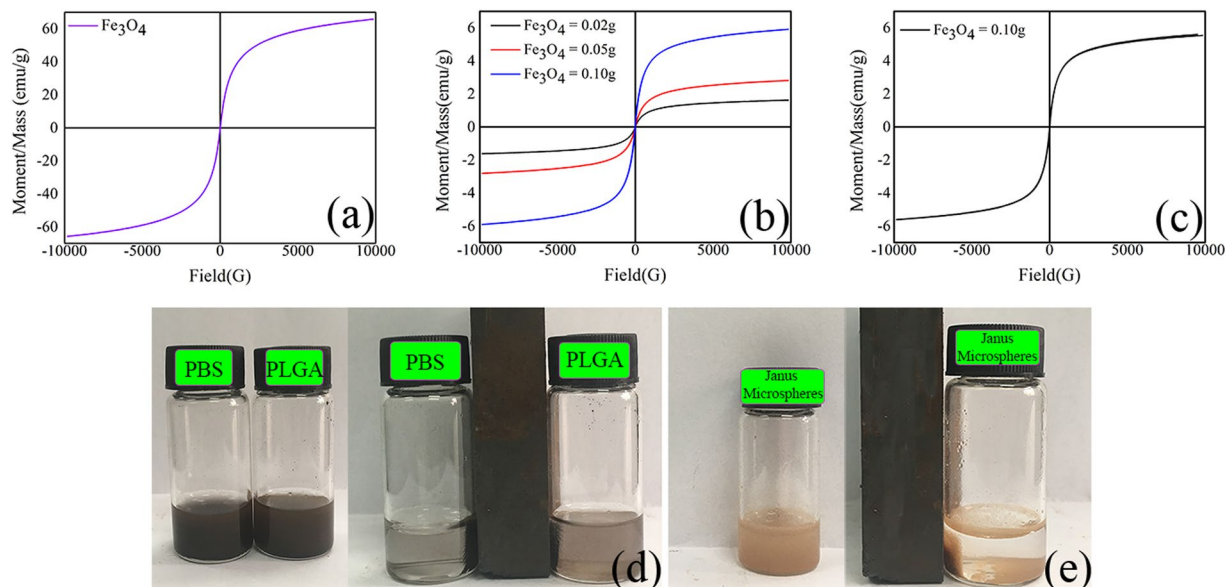 Fe3O4
Moment/Mass (emu/g)
60
40
20
0
-20
-40
-60
-10000 -5000 0 5000 10000
Field(G)
(a)
Fe3O4 = 0.02g
Fe3O4 = 0.05g
Fe3O4 = 0.10g
Moment/Mass(emu/g)
6
4
2
0
-2
-4
-6
-10000 -5000 0 5000 10000
Field(G)
(b)
Fe3O4 = 0.10g
Moment/Mass(emu/g)
6
4
2
0
-2
-4
-6
-10000 -5000 0 5000 10000
Field(G)
(c)
PBS
PLGA
PBS
PLGA
(d)
Janus
Microspheres
Janus
Microspheres
(e)